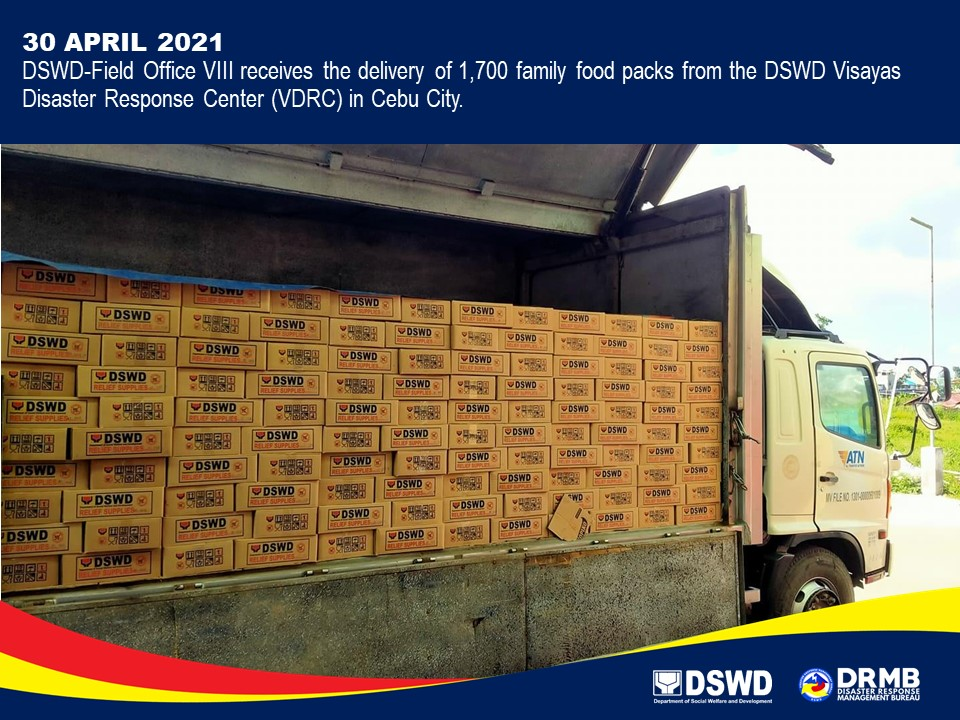 30 APRIL 2021
DSWD-Field Office VIII receives the delivery of 1,700 family food packs from the DSWD Visayas
Disaster Response Center (VDRC) in Cebu City.
DSWD
RELIEF SUPPLIES
ATN
DSWD
Department of Social Welfare and Development
DRMB
DISASTER RESPONSE
MANAGEMENT BUREAU